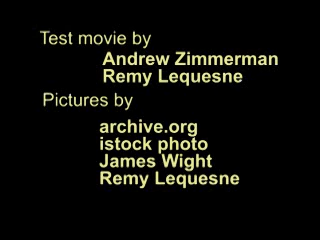 Test movie by
Andrew Zimmerman
Remy Lequesne
Pictures by
archive.org
istock photo
James Wight
Remy Lequesne